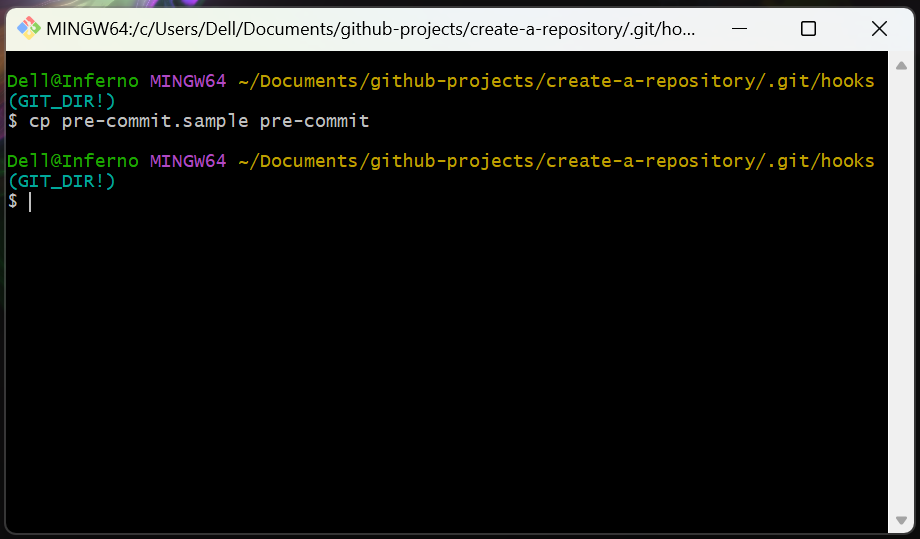 MINGW64:/c/Users/Dell/Documents/github-projects/create-a-repository/.git/ho...
Dell@Inferno MINGW64 ~/Documents/github-projects/create-a-repository/.git/hooks
(GIT_DIR!)
$ cp pre-commit.sample pre-commit
Dell@Inferno MINGW64 ~/Documents/github-projects/create-a-repository/.git/hooks
(GIT_DIR!)
$